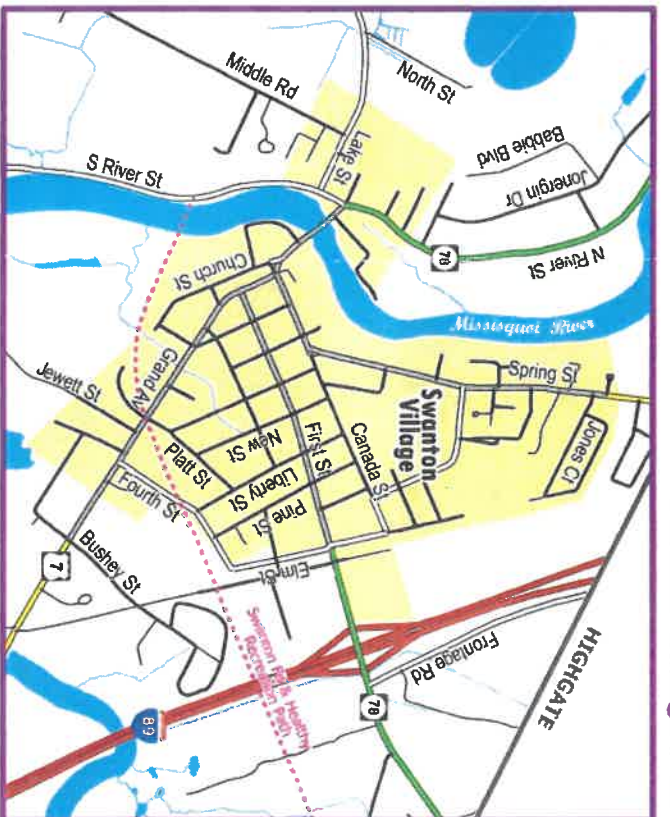 Middle Rd
North St
Babbie Blvd
Jonergin Dr
Lake St
S River St
78
N River St
Church St
Missisquoi River
Spring St
Grand Av
Jewett St
Swanton
Village
Jones Ct
New St
First St
Canada St
Platt St
Liberty St
Pine St
Fourth St
Elm St
Bushey St
7
Swanton Fit & Healthy
Recreation Path
Frontage Rd
HIGHGATE
78
89